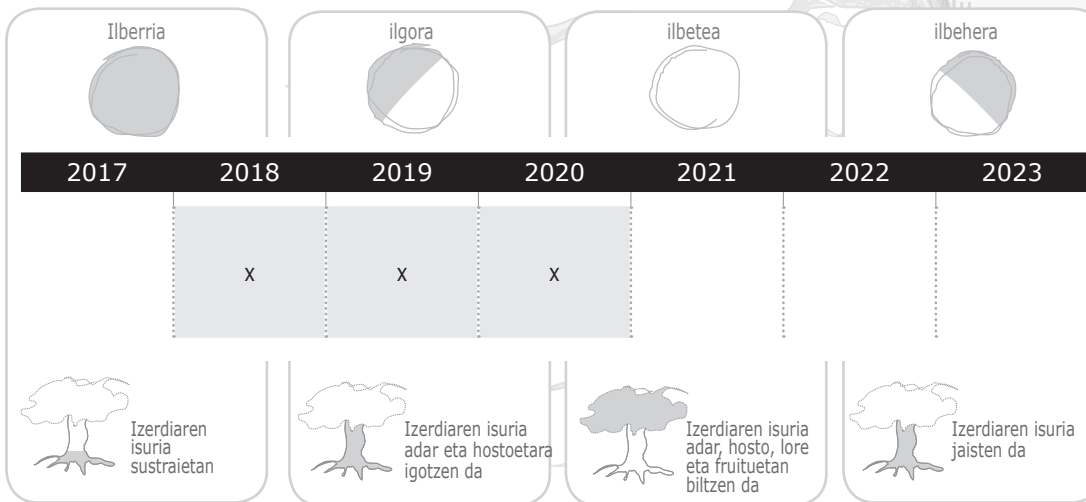 Ilberria
ilgora
ilbetea
ilbehera
2017 2018 2019 2020 2021 2022 2023
x x x
Izerdiaren
isuria
sustraietan
Izerdiaren isuria
adar eta hostoetara
igotzen da
Izerdiaren isuria
adar, hosto, lore
eta fruituetan
biltzen da
Izerdiaren isuria
jaisten da